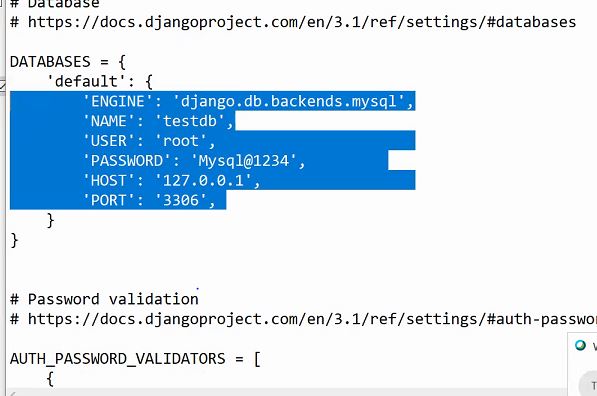 # Database
# https://docs.djangoproject.com/en/3.1/ref/settings/#databases
DATABASES = {
    'default': {
        'ENGINE': 'django.db.backends.mysql',
        'NAME': 'testdb',
        'USER': 'root',
        'PASSWORD': 'Mysql@1234',
        'HOST': '127.0.0.1',
        'PORT': '3306',
    }
}
# Password validation
# https://docs.djangoproject.com/en/3.1/ref/settings/#auth-passwo
AUTH_PASSWORD_VALIDATORS = [
    {